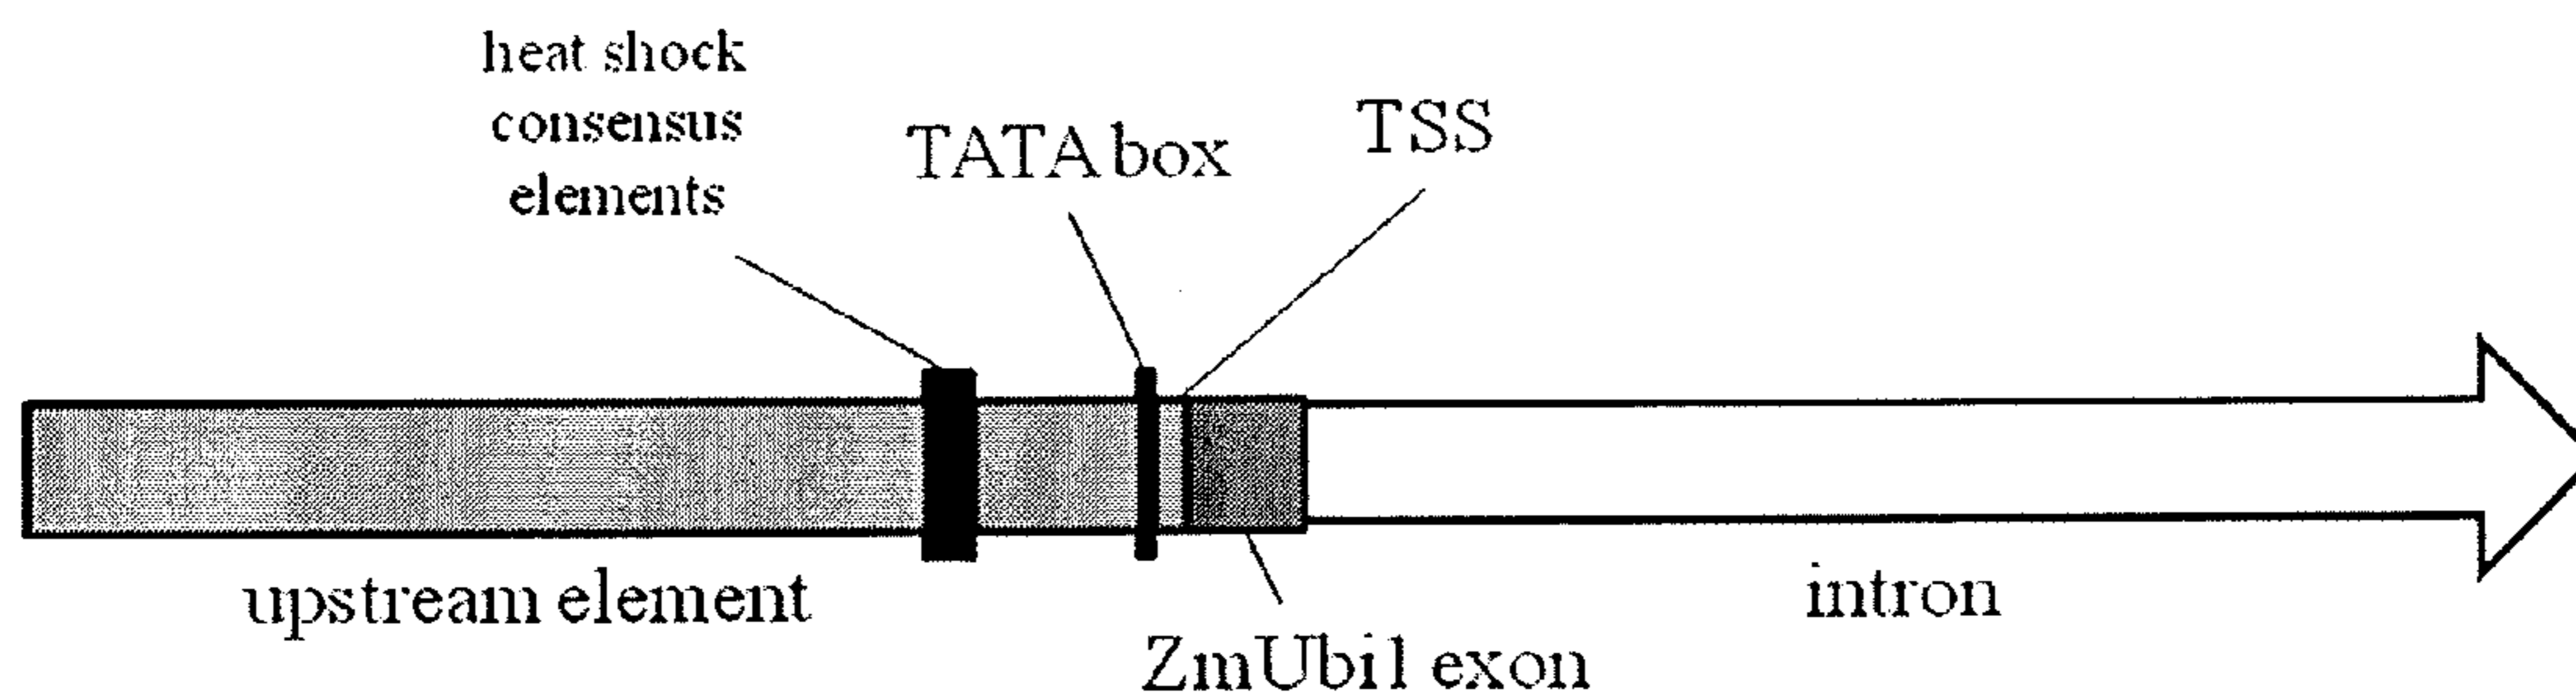 heat shock
consensus
elements
TATA box
TSS
upstream element
intron
ZmUbi1 exon